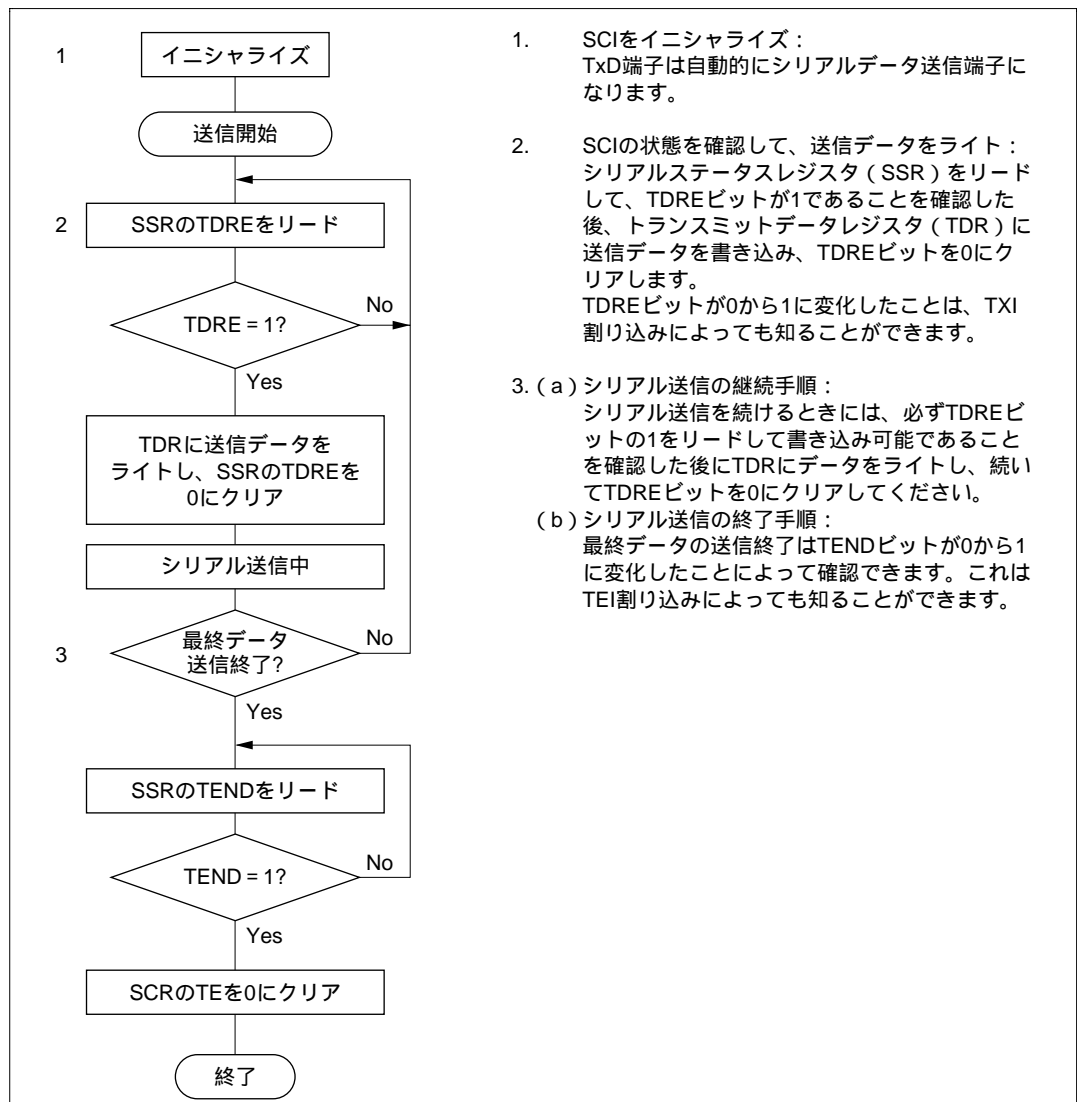 1
イニシャライズ
送信開始
2
SSRのTDREをリード
TDRE = 1?
No
Yes
TDRに送信データを
ライトし、SSRのTDREを
0にクリア
シリアル送信中
3
最終データ
送信終了?
No
Yes
SSRのTENDをリード
TEND = 1?
No
Yes
SCRのTEを0にクリア
終了
1. SCIをイニシャライズ：
TxD端子は自動的にシリアルデータ送信端子に
なります。
2. SCIの状態を確認して、送信データをライト：
シリアルステータスレジスタ（SSR）をリード
して、TDREビットが1であることを確認した
後、トランスミットデータレジスタ（TDR）に
送信データを書き込み、TDREビットを0にク
リアします。
TDREビットが0から1に変化したことは、TXI
割り込みによっても知ることができます。
3.（a）シリアル送信の継続手順：
シリアル送信を続けるときには、必ずTDREビ
ットの1をリードして書き込み可能であること
を確認した後にTDRにデータをライトし、続い
てTDREビットを0にクリアしてください。
（b）シリアル送信の終了手順：
最終データの送信終了はTENDビットが0から1
に変化したことによって確認できます。これは
TEI割り込みによっても知ることができます。